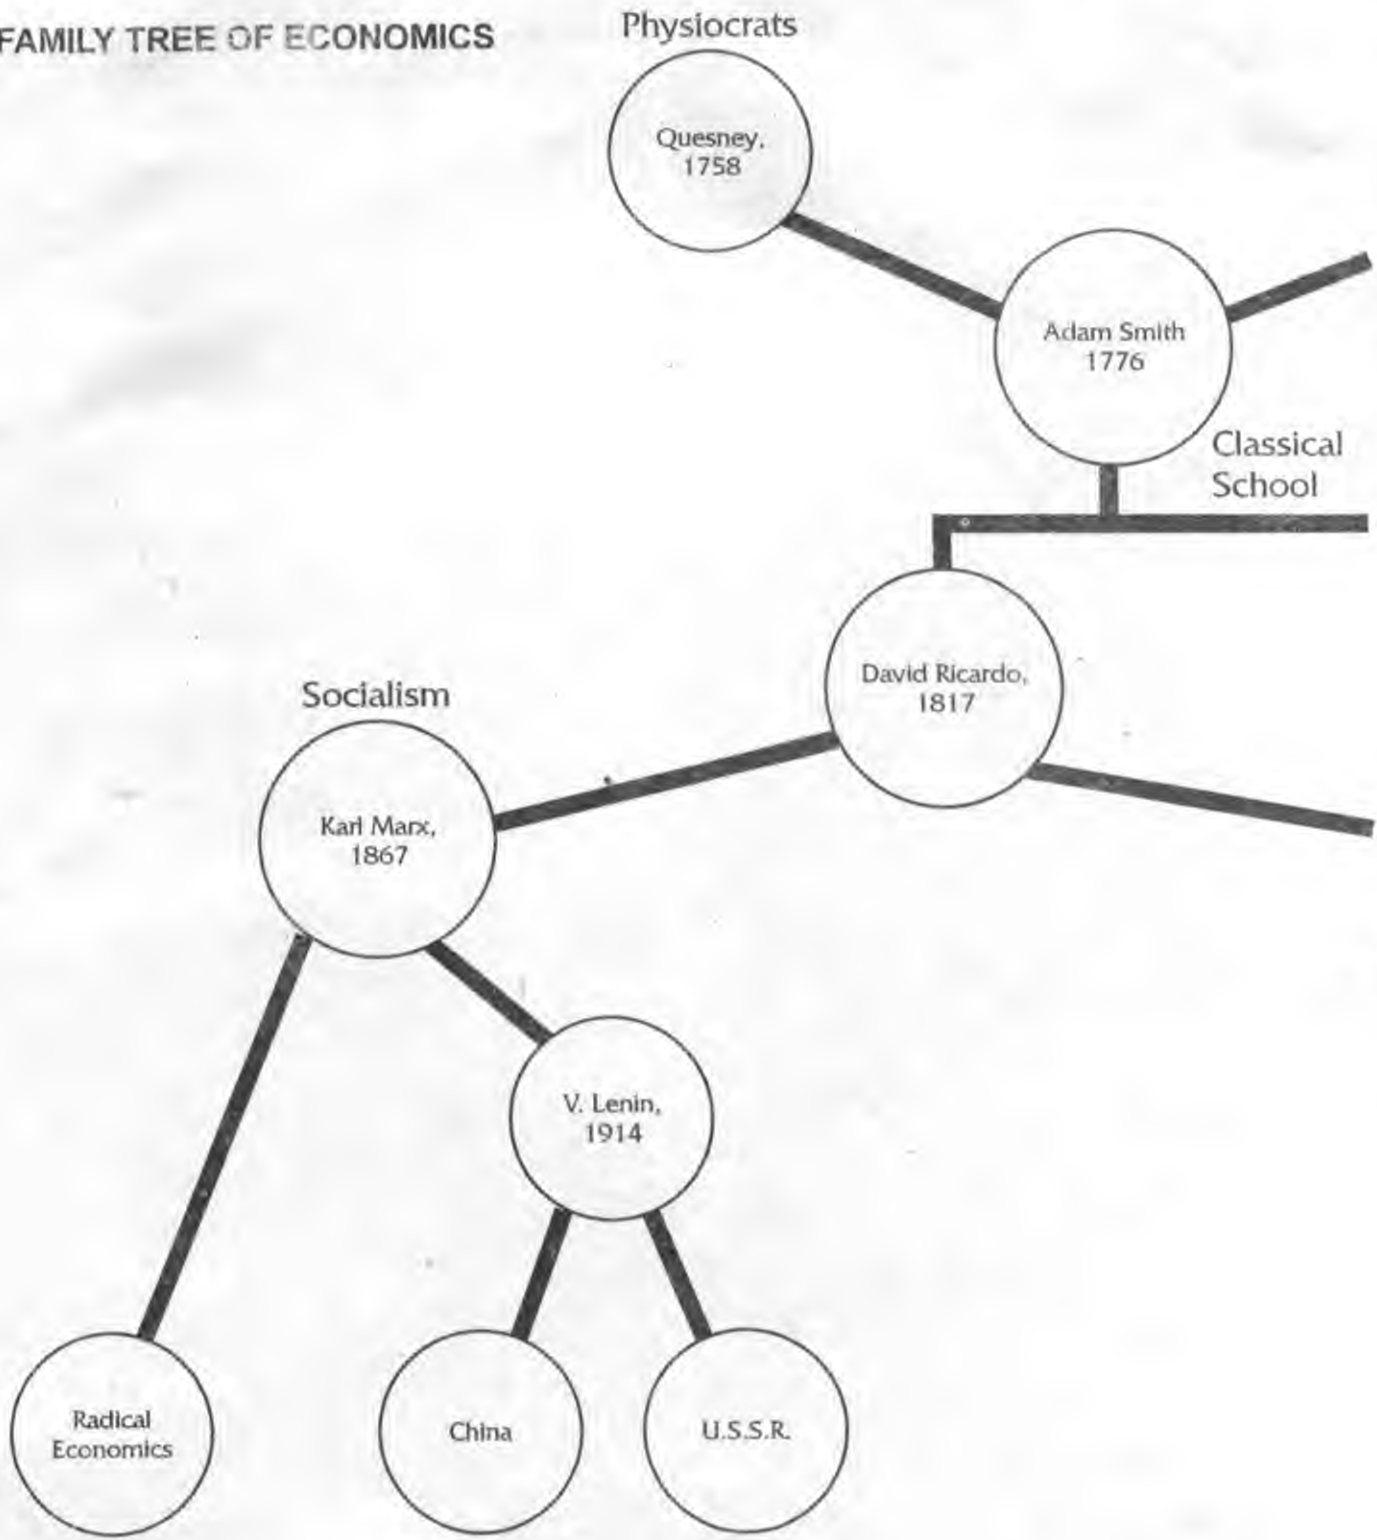 FAMILY TREE OF ECONOMICS
Physiocrats
Quesney,
1758
Adam Smith
1776
Classical
School
David Ricardo,
1817
Socialism
Karl Marx,
1867
V. Lenin,
1914
Radical
Economics
China
U.S.S.R.